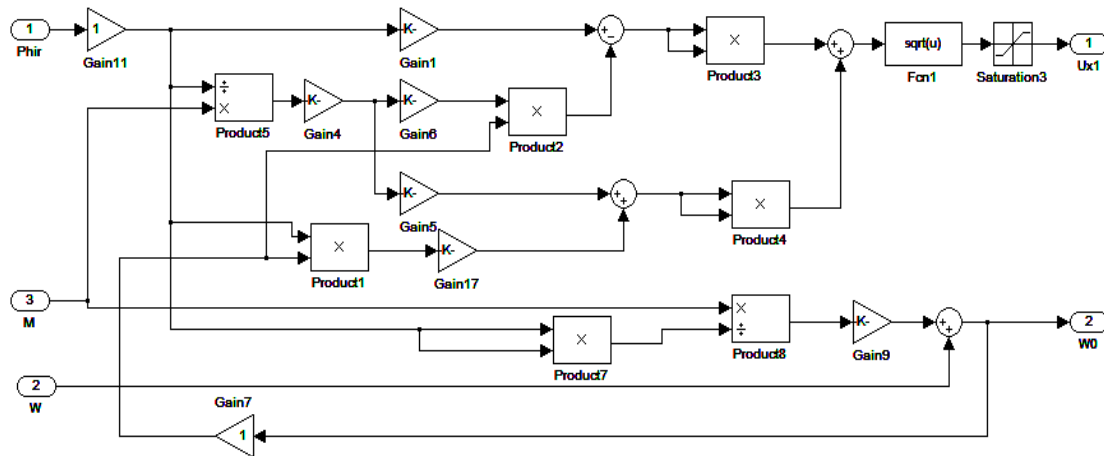 1
Phir
1
Gain11
K-
Gain1
+
−
×
Product3
+
+
sqrt(u)
Fcn1
Saturation3
1
Ux1
÷
×
Product5
K-
Gain4
K-
Gain6
×
Product2
K-
Gain5
+
+
×
Product4
×
Product1
K-
Gain17
3
M
×
÷
Product8
K-
Gain9
+
+
2
W0
×
Product7
2
W
Gain7
1